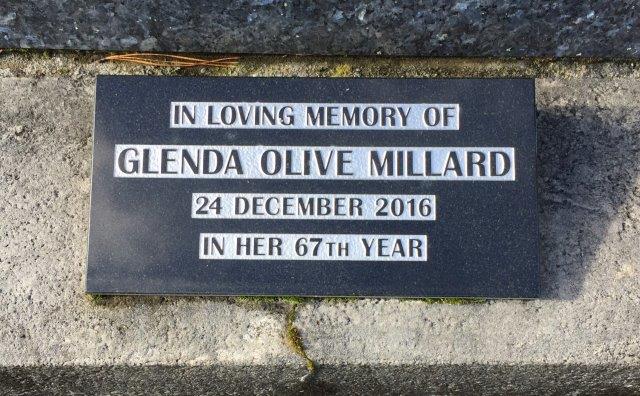 IN LOVING MEMORY OF
GLENDA OLIVE MILLARD
24 DECEMBER 2016
IN HER 67TH YEAR